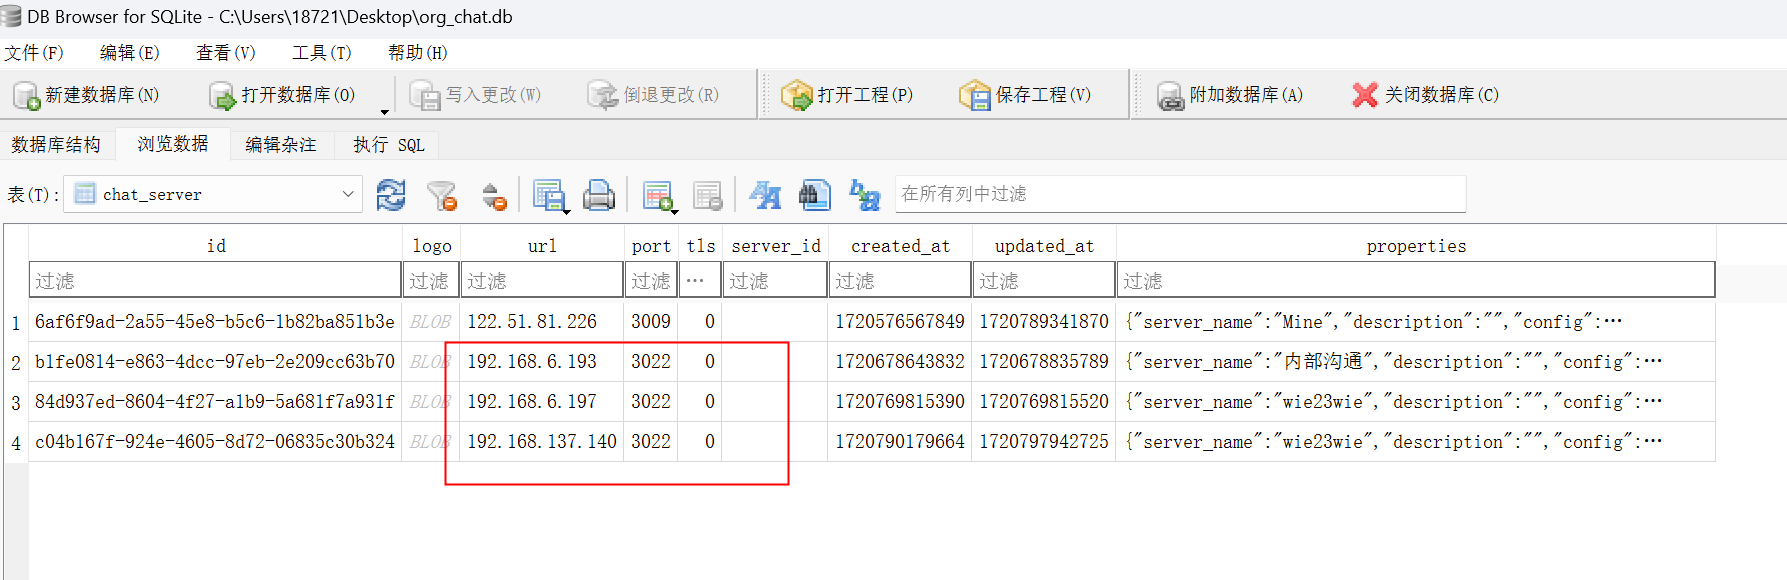 DB Browser for SQLite - C:\Users\18721\Desktop\org_chat.db
文件(F) 编辑(E) 查看(V) 工具(T) 帮助(H)
新建数据库(N) 打开数据库(O) 写入更改(W) 倒退更改(R) 打开工程(P) 保存工程(V) 附加数据库(A) 关闭数据库(C)
数据库结构 浏览数据 编辑杂注 执行 SQL
表(T): chat_server 在所有列中过滤
id logo url port tls server_id created_at updated_at properties
过滤 过滤 过滤 过滤 … 过滤 过滤 过滤 过滤
1 6af6f9ad-2a55-45e8-b5c6-1b82ba851b3e BLOB 122.51.81.226 3009 0 1720576567849 1720789341870 {"server_name":"Mine","description":"","config":…
2 b1fe0814-e863-4dcc-97eb-2e209cc63b70 BLOB 192.168.6.193 3022 0 1720678643832 1720678835789 {"server_name":"内部沟通","description":"","config":…
3 84d937ed-8604-4f27-a1b9-5a681f7a931f BLOB 192.168.6.197 3022 0 1720769815390 1720769815520 {"server_name":"wie23wie","description":"","config":…
4 c04b167f-924e-4605-8d72-06835c30b324 BLOB 192.168.137.140 3022 0 1720790179664 1720797942725 {"server_name":"wie23wie","description":"","config":…